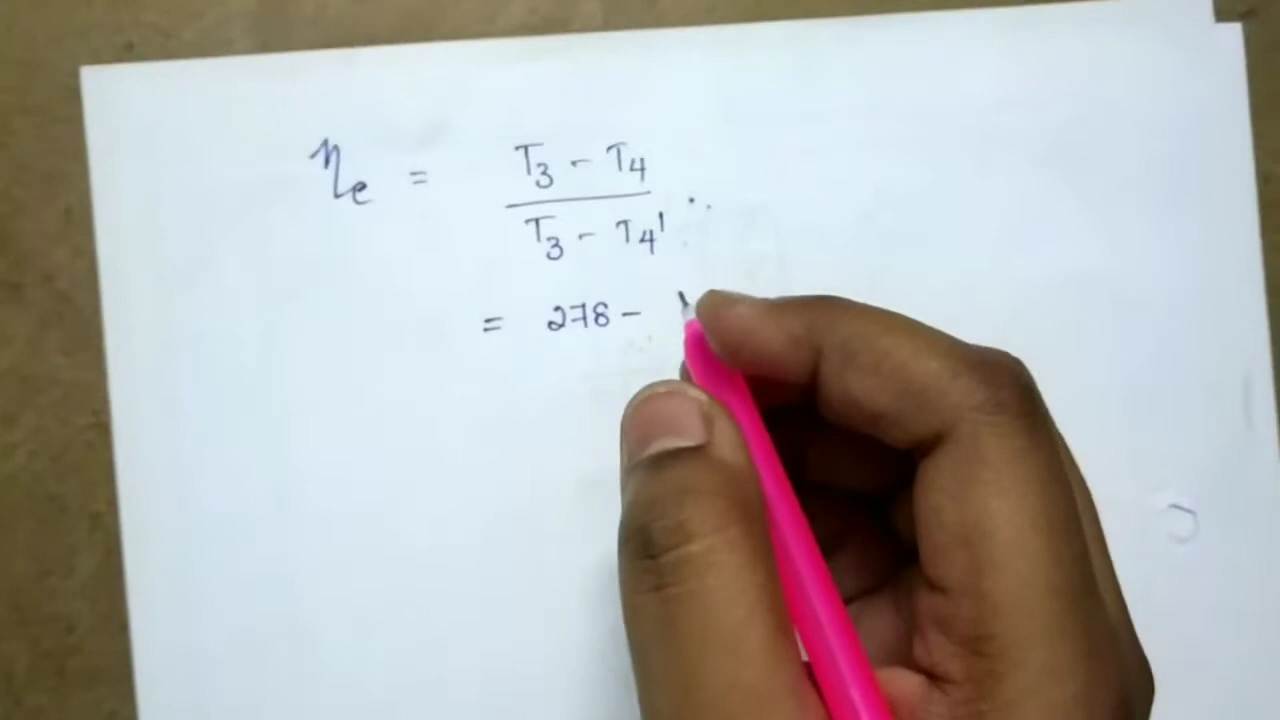 ηe = T3 - T4
T3 - T4'
= 278 -